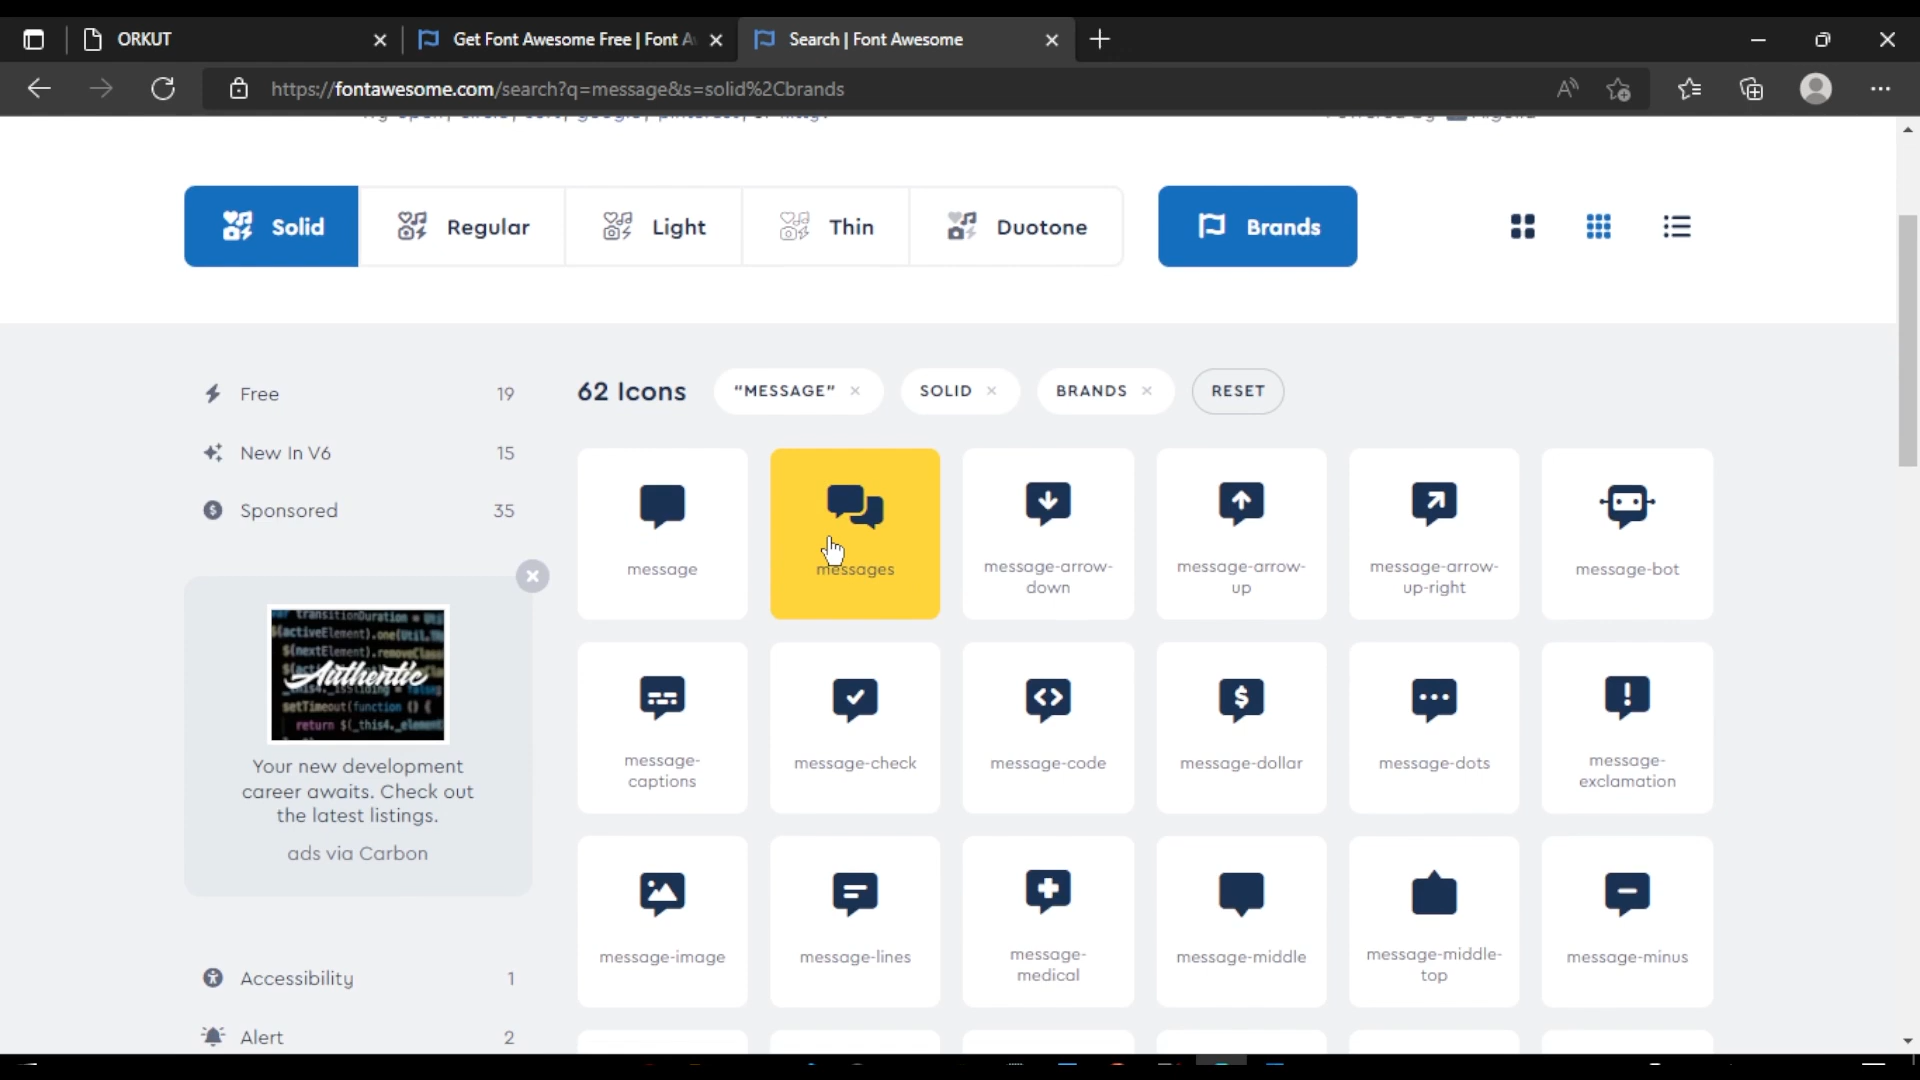 ORKUT
Get Font Awesome Free | Font A
Search | Font Awesome
https://fontawesome.com/search?q=message&s=solid%2Cbrands
Solid
Regular
Light
Thin
Duotone
Brands
Free 19
New In V6 15
Sponsored 35
62 Icons
"MESSAGE" ×
SOLID ×
BRANDS ×
RESET
message
messages
message-arrow-
down
message-arrow-
up
message-arrow-
up-right
message-bot
message-
captions
message-check
message-code
message-dollar
message-dots
message-
exclamation
message-image
message-lines
message-
medical
message-middle
message-middle-
top
message-minus
Authentic
Your new development
career awaits. Check out
the latest listings.
ads via Carbon
Accessibility 1
Alert 2